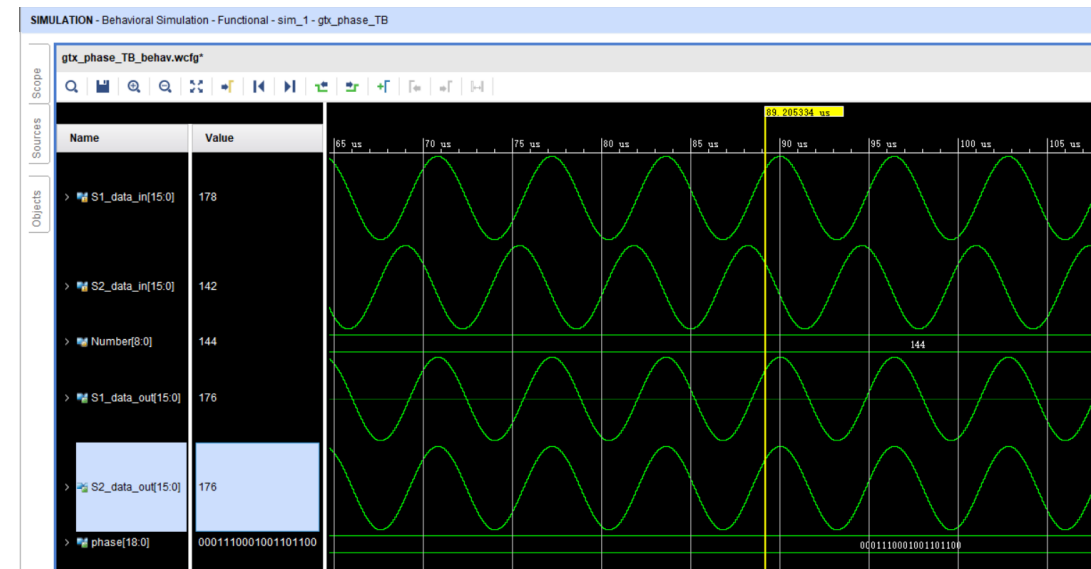 SIMULATION - Behavioral Simulation - Functional - sim_1 - gtx_phase_TB
gtx_phase_TB_behav.wcfg*
Scope
Sources
Objects
89.205334 us
Name Value
65 us 70 us 75 us 80 us 85 us 90 us 95 us 100 us 105 us
S1_data_in[15:0] 178
S2_data_in[15:0] 142
Number[8:0] 144 144
S1_data_out[15:0] 176
S2_data_out[15:0] 176
phase[18:0] 0001110001001101100 0001110001001101100